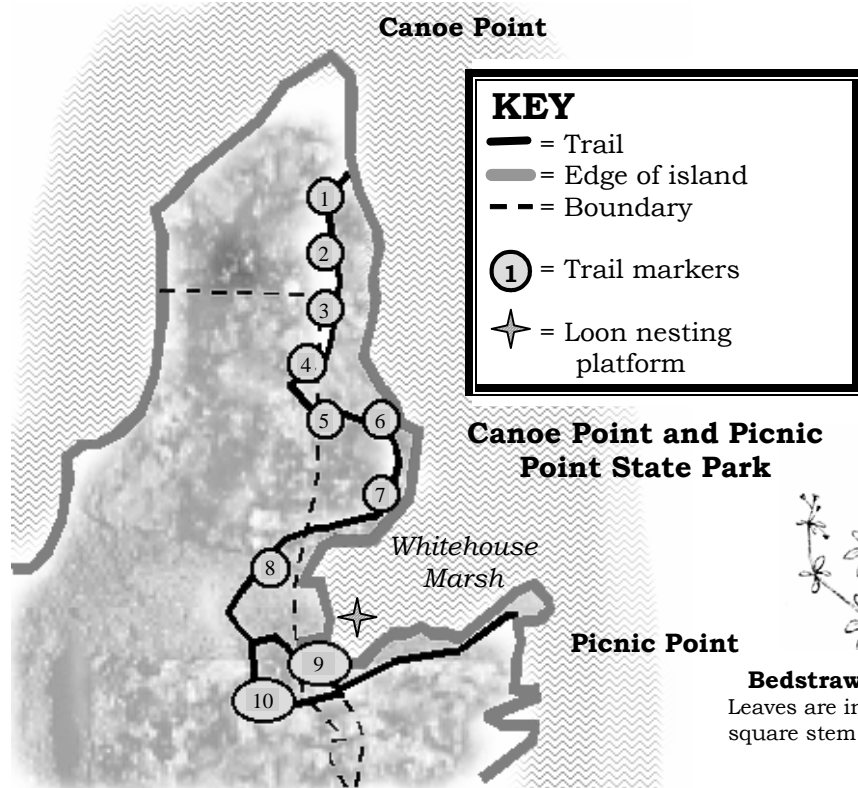 Canoe Point
KEY
= Trail
= Edge of island
= Boundary
1 = Trail markers
= Loon nesting
platform
1
2
3
4
5
6
7
8
9
10
Canoe Point and Picnic
Point State Park
Whitehouse
Marsh
Picnic Point
Bedstraw
Leaves are in
square stem